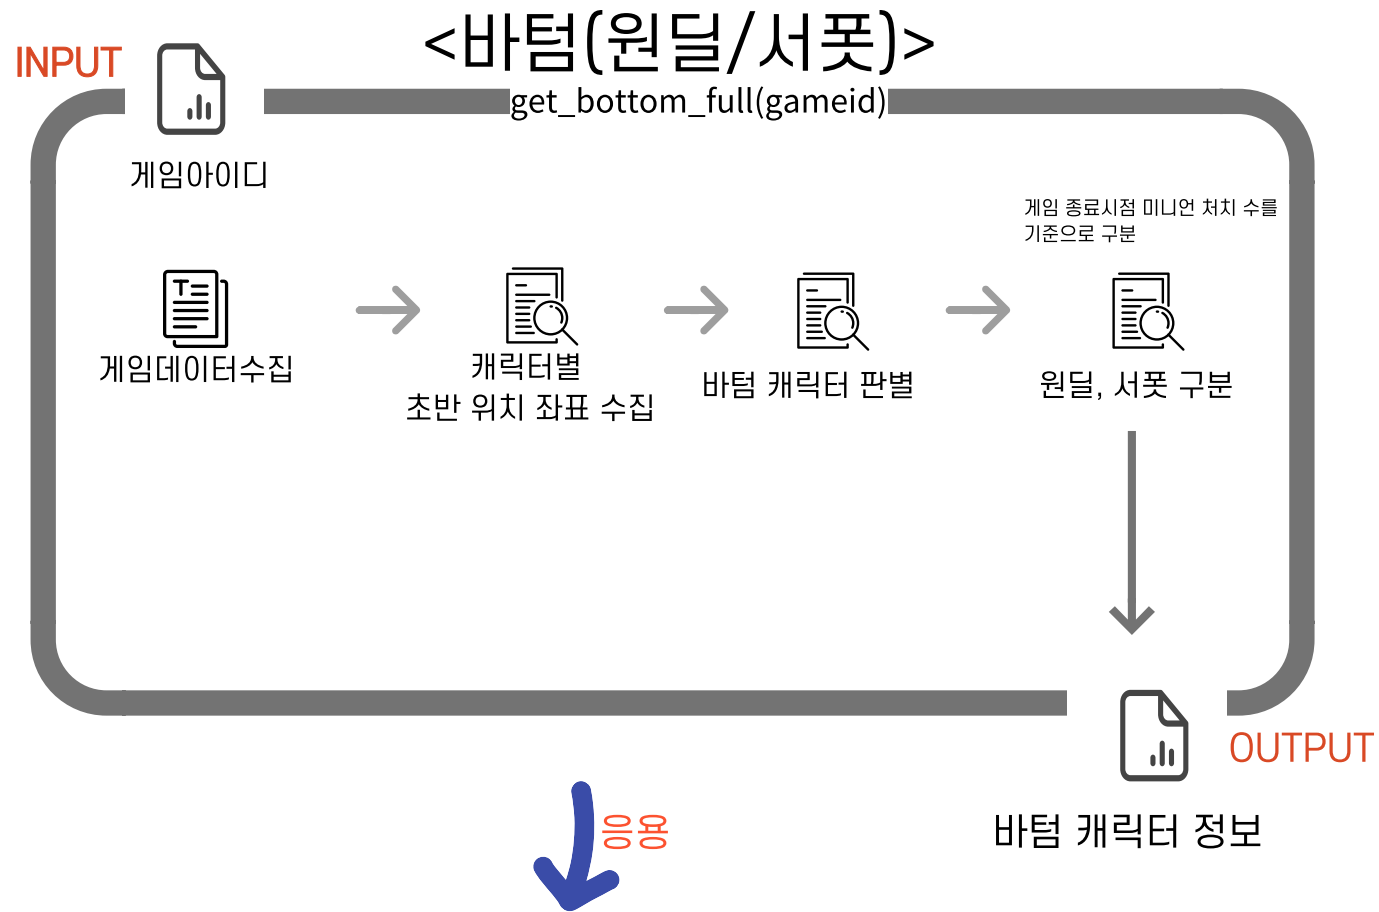 <바텀(원딜/서폿)>
INPUT
get_bottom_full(gameid)
게임아이디
게임 종료시점 미니언 처치 수를
기준으로 구분
게임데이터수집
캐릭터별
초반 위치 좌표 수집
바텀 캐릭터 판별
원딜, 서폿 구분
OUTPUT
바텀 캐릭터 정보
응용